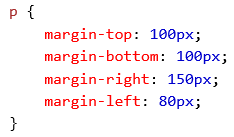 p {
    margin-top: 100px;
    margin-bottom: 100px;
    margin-right: 150px;
    margin-left: 80px;
}